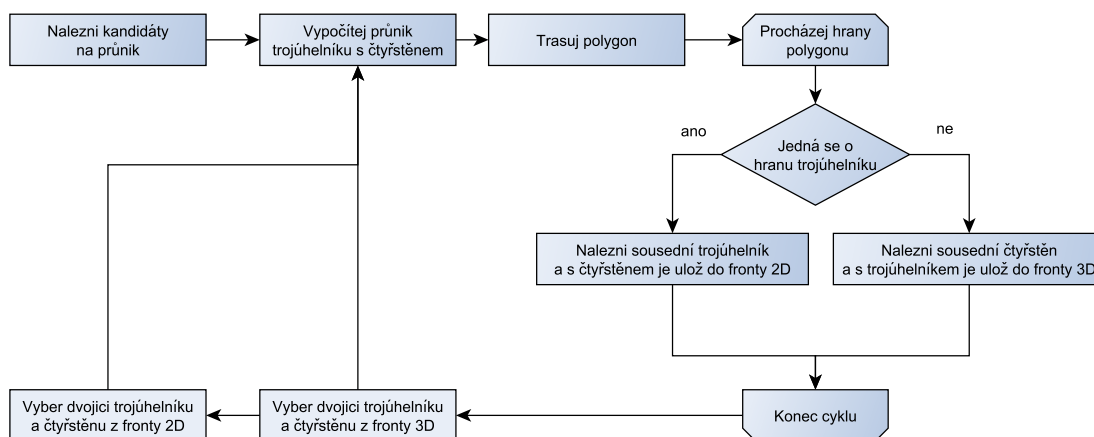 Nalezni kandidáty
na průnik
Vypočítej průnik
trojúhelníku s čtyřstěnem
Trasuj polygon
Procházej hrany
polygonu
ano
ne
Jedná se o
hranu trojúhelníku
Nalezni sousední trojúhelník
a s čtyřstěnem je ulož do fronty 2D
Nalezni sousední čtyřstěn
a s trojúhelníkem je ulož do fronty 3D
Vyber dvojici trojúhelníku
a čtyřstěnu z fronty 2D
Vyber dvojici trojúhelníku
a čtyřstěnu z fronty 3D
Konec cyklu